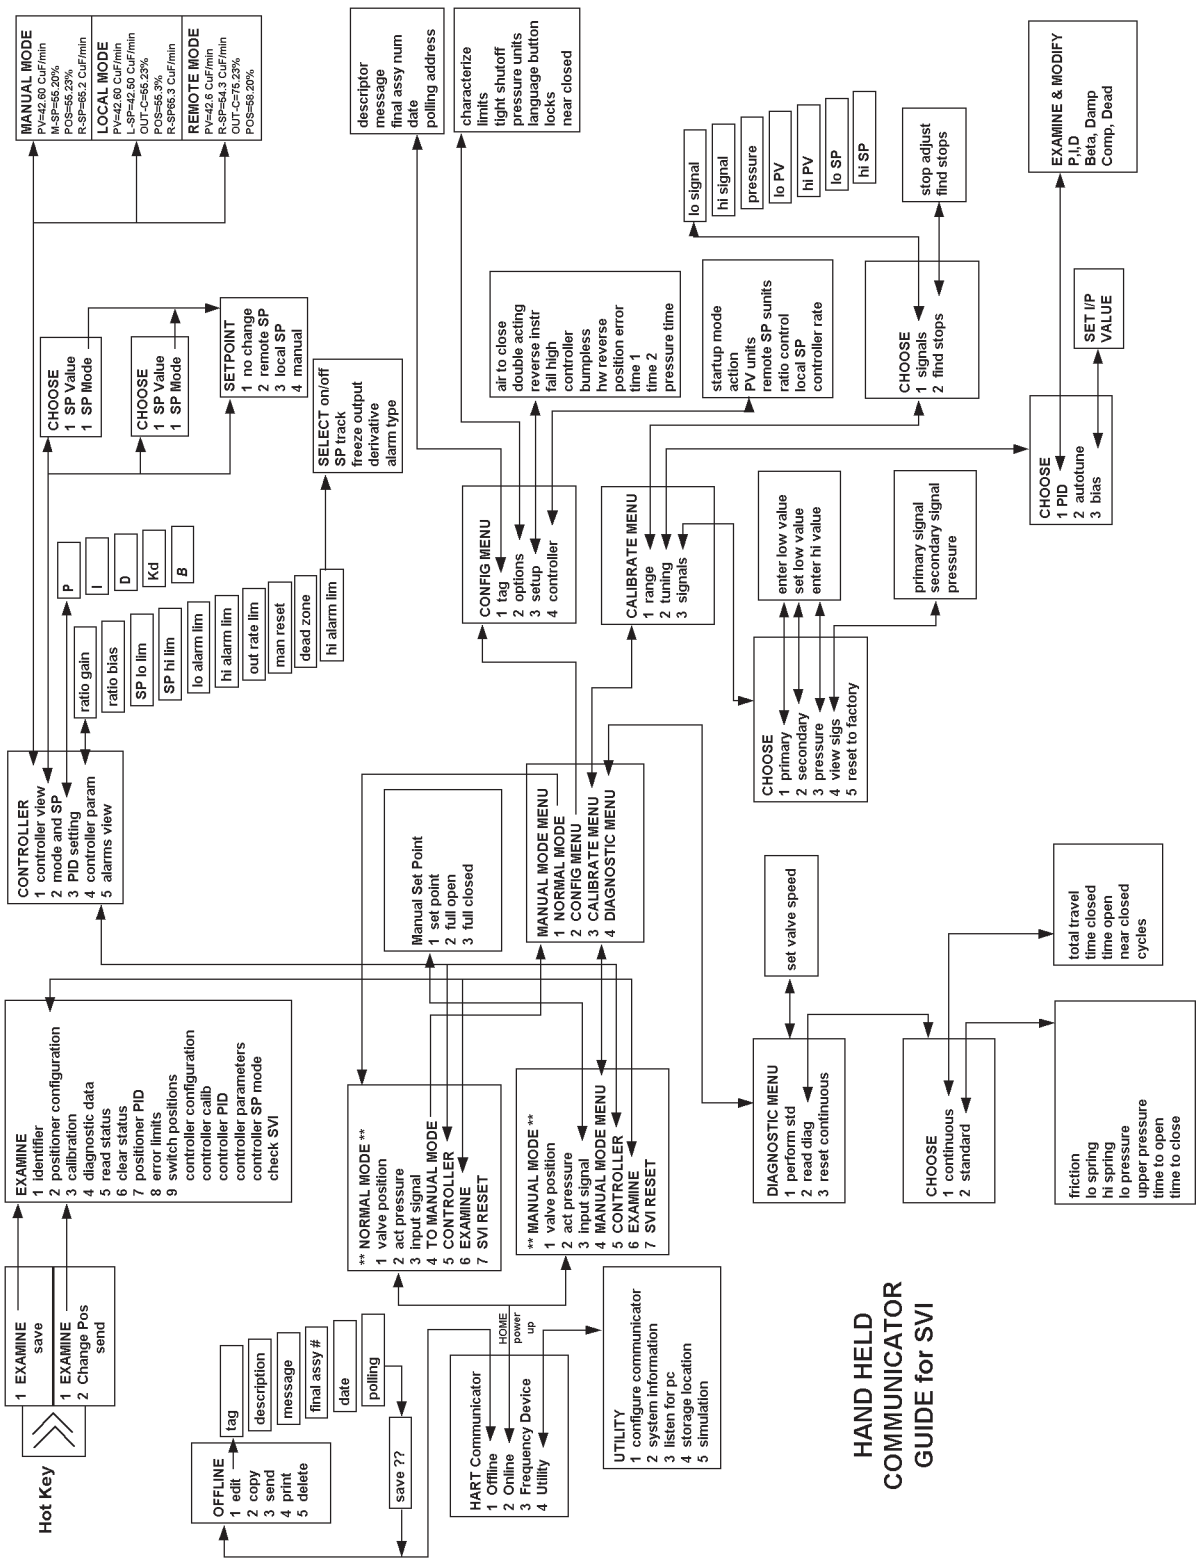 Hot Key
1 EXAMINE
save
1 EXAMINE
2 Change Pos
send
EXAMINE
1 identifier
2 positioner configuration
3 calibration
4 diagnostic data
5 read status
6 clear status
7 positioner PID
8 error limits
9 switch positions
controller configuration
controller calib
controller PID
controller parameters
controller SP mode
check SVI
CONTROLLER
1 controller view
2 mode and SP
3 PID setting
4 controller param
5 alarms view
MANUAL MODE
PV=42.60 CuF/min
M-SP=55.20%
POS=55.23%
R-SP=65.2 CuF/min
LOCAL MODE
PV=42.60 CuF/min
L-SP=42.50 CuF/min
OUT-C=55.23%
POS=55.3%
R-SP65.3 CuF/min
REMOTE MODE
PV=42.6 CuF/min
R-SP=54.3 CuF/min
OUT-C=75.23%
POS=58.20%
CHOOSE
1 SP Value
1 SP Mode
CHOOSE
1 SP Value
1 SP Mode
SETPOINT
1 no change
2 remote SP
3 local SP
4 manual
P
I
D
Kd
B
ratio gain
ratio bias
SP lo lim
SP hi lim
lo alarm lim
hi alarm lim
out rate lim
man reset
dead zone
hi alarm lim
SELECT on/off
SP track
freeze output
derivative
alarm type
OFFLINE
1 edit
2 copy
3 send
4 print
5 delete
tag
description
message
final assy #
date
polling
save ??
HART Communicator
1 Offline
2 Online
3 Frequency Device
4 Utility
HOME
power
up
UTILITY
1 configure communicator
2 system information
3 listen for pc
4 storage location
5 simulation
** NORMAL MODE **
1 valve position
2 act pressure
3 input signal
4 TO MANUAL MODE
5 CONTROLLER
6 EXAMINE
7 SVI RESET
** MANUAL MODE **
1 valve position
2 act pressure
3 input signal
4 MANUAL MODE MENU
5 CONTROLLER
6 EXAMINE
7 SVI RESET
Manual Set Point
1 set point
2 full open
3 full closed
MANUAL MODE MENU
1 NORMAL MODE
2 CONFIG MENU
3 CALIBRATE MENU
4 DIAGNOSTIC MENU
CONFIG MENU
1 tag
2 options
3 setup
4 controller
descriptor
message
final assy num
date
polling address
characterize
limits
tight shutoff
pressure units
language button
locks
near closed
air to close
double acting
reverse instr
fail high
controller
bumpless
hw reverse
position error
time 1
time 2
pressure time
startup mode
action
PV units
remote SP sunits
ratio control
local SP
controller rate
CALIBRATE MENU
1 range
2 tuning
3 signals
CHOOSE
1 signals
2 find stops
lo signal
hi signal
pressure
lo PV
hi PV
lo SP
hi SP
stop adjust
find stops
CHOOSE
1 PID
2 autotune
3 bias
EXAMINE & MODIFY
P,I,D
Beta, Damp
Comp, Dead
SET I/P
VALUE
CHOOSE
1 primary
2 secondary
3 pressure
4 view sigs
5 reset to factory
enter low value
set low value
enter hi value
primary signal
secondary signal
pressure
DIAGNOSTIC MENU
1 perform std
2 read diag
3 reset continuous
set valve speed
CHOOSE
1 continuous
2 standard
total travel
time closed
time open
near closed
cycles
friction
lo spring
hi spring
lo pressure
upper pressure
time to open
time to close
HAND HELD
COMMUNICATOR
GUIDE for SVI